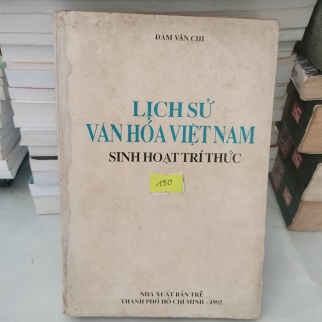 ĐÀM VĂN CHÍ
LỊCH SỬ
VĂN HÓA VIỆT NAM
SINH HOẠT TRÍ THỨC
150
NHÀ XUẤT BẢN TRẺ
THÀNH PHỐ HỒ CHÍ MINH - 1992